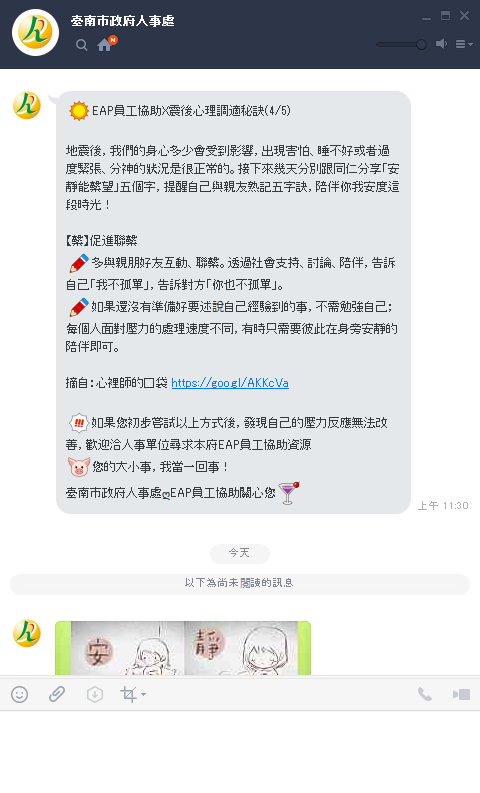 臺南市政府人事處
N
EAP員工協助X震後心理調適秘訣(4/5)
地震後，我們的身心多少會受到影響，出現害怕、睡不好或者過
度緊張、分神的狀況是很正常的。接下來幾天分別跟同仁分享「安
靜能繫望」五個字，提醒自己與親友熟記五字訣，陪伴你我安度這
段時光！
【繫】促進聯繫
多與親朋好友互動、聯繫。透過社會支持、討論、陪伴，告訴
自己「我不孤單」，告訴對方「你也不孤單」。
如果還沒有準備好要述說自己經驗到的事，不需勉強自己；
每個人面對壓力的處理速度不同，有時只需要彼此在身旁安靜的
陪伴即可。
摘自：心裡師的口袋 https://goo.gl/AKKcVa
!!!如果您初步嘗試以上方式後，發現自己的壓力反應無法改
善，歡迎洽人事單位尋求本府EAP員工協助資源
您的大小事，我當一回事！
臺南市政府人事處EAP員工協助關心您
上午 11:30
今天
以下為尚未閱讀的訊息
安 靜